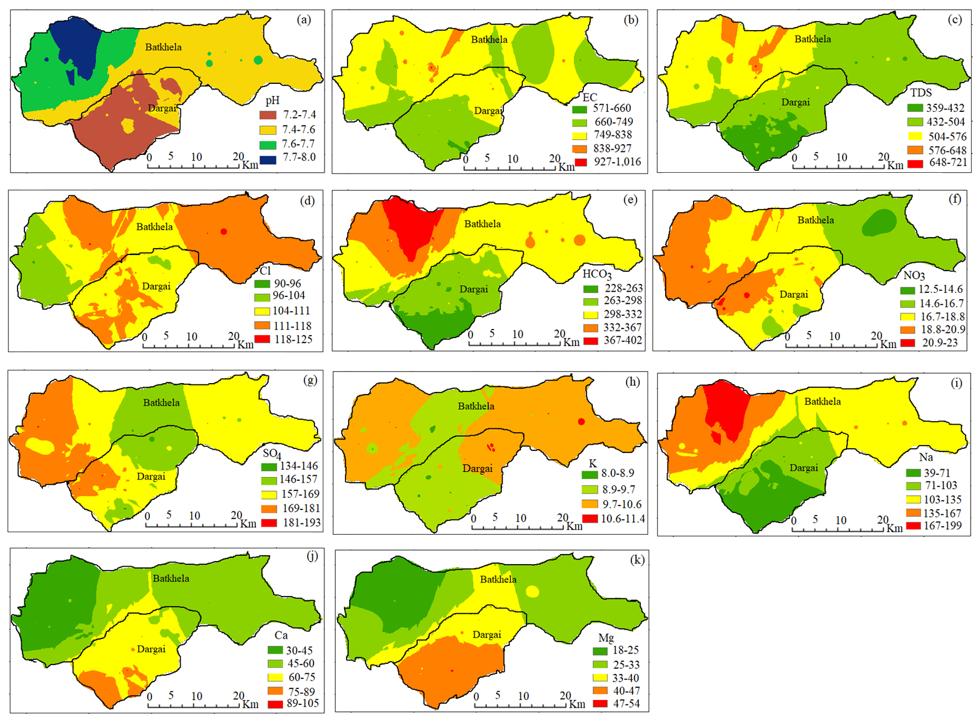 (a)
Batkhela
Dargai
pH
7.2-7.4
7.4-7.6
7.6-7.7
7.7-8.0
0 5 10 20
Km
(b)
Batkhela
Dargai
EC
571-660
660-749
749-838
838-927
927-1,016
0 5 10 20
Km
(c)
Batkhela
Dargai
TDS
359-432
432-504
504-576
576-648
648-721
0 5 10 20
Km
(d)
Batkhela
Dargai
Cl
90-96
96-104
104-111
111-118
118-125
0 5 10 20
Km
(e)
Batkhela
Dargai
HCO3
228-263
263-298
298-332
332-367
367-402
0 5 10 20
Km
(f)
Batkhela
Dargai
NO3
12.5-14.6
14.6-16.7
16.7-18.8
18.8-20.9
20.9-23
0 5 10 20
Km
(g)
Batkhela
Dargai
SO4
134-146
146-157
157-169
169-181
181-193
0 5 10 20
Km
(h)
Batkhela
Dargai
K
8.0-8.9
8.9-9.7
9.7-10.6
10.6-11.4
0 5 10 20
Km
(i)
Batkhela
Dargai
Na
39-71
71-103
103-135
135-167
167-199
0 5 10 20
Km
(j)
Batkhela
Dargai
Ca
30-45
45-60
60-75
75-89
89-105
0 5 10 20
Km
(k)
Batkhela
Dargai
Mg
18-25
25-33
33-40
40-47
47-54
0 5 10 20
Km